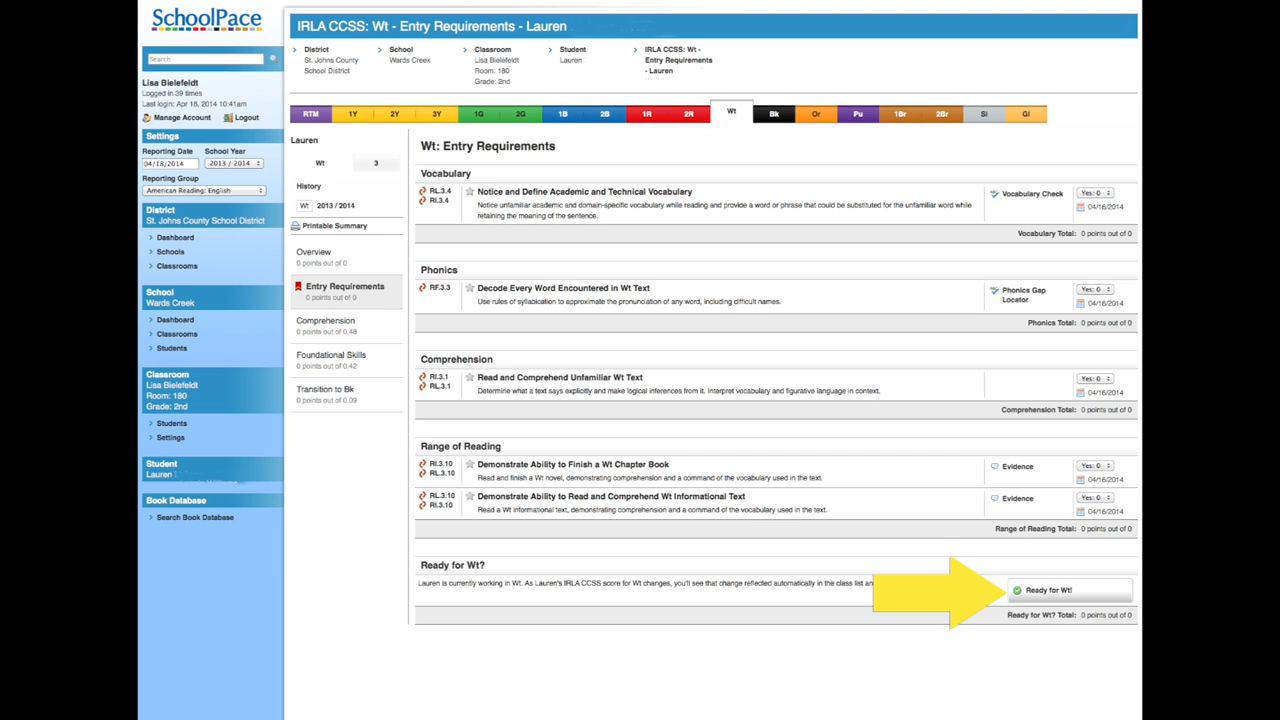 SchoolPace
Search
Lisa Bielefeldt
Logged in 39 times
Last login: Apr 18, 2014 10:41am
Manage Account Logout
Settings
Reporting Date School Year
04/18/2014 2013 / 2014
Reporting Group
American Reading: English
District
St. Johns County School District
Dashboard
Schools
Classrooms
School
Wards Creek
Dashboard
Classrooms
Students
Classroom
Lisa Bielefeldt
Room: 180
Grade: 2nd
Students
Settings
Student
Lauren
Book Database
Search Book Database
IRLA CCSS: Wt - Entry Requirements - Lauren
District
St. Johns County
School District
School
Wards Creek
Classroom
Lisa Bielefeldt
Room: 180
Grade: 2nd
Student
Lauren
IRLA CCSS: Wt -
Entry Requirements
- Lauren
RTM 1Y 2Y 3Y 1G 2G 1B 2B 1R 2R Wt Bk Or Pu 1Br 2Br Sl Gl
Lauren
Wt 3
History
Wt 2013 / 2014
Printable Summary
Overview
0 points out of 0
Entry Requirements
0 points out of 0
Comprehension
0 points out of 0.48
Foundational Skills
0 points out of 0.42
Transition to Bk
0 points out of 0.09
Wt: Entry Requirements
Vocabulary
RL.3.4 Notice and Define Academic and Technical Vocabulary Vocabulary Check Yes: 0
RI.3.4 Notice unfamiliar academic and domain-specific vocabulary while reading and provide a word or phrase that could be substituted for the unfamiliar word while 04/16/2014
retaining the meaning of the sentence.
Vocabulary Total: 0 points out of 0
Phonics
RF.3.3 Decode Every Word Encountered in Wt Text Phonics Gap Yes: 0
Use rules of syllabication to approximate the pronunciation of any word, including difficult names. Locator 04/16/2014
Phonics Total: 0 points out of 0
Comprehension
RI.3.1 Read and Comprehend Unfamiliar Wt Text Yes: 0
RL.3.1 Determine what a text says explicitly and make logical inferences from it. Interpret vocabulary and figurative language in context. 04/16/2014
Comprehension Total: 0 points out of 0
Range of Reading
RI.3.10 Demonstrate Ability to Finish a Wt Chapter Book Evidence Yes: 0
RL.3.10 Read and finish a Wt novel, demonstrating comprehension and a command of the vocabulary used in the text. 04/16/2014
RL.3.10 Demonstrate Ability to Read and Comprehend Wt Informational Text Evidence Yes: 0
RI.3.10 Read a Wt informational text, demonstrating comprehension and a command of the vocabulary used in the text. 04/16/2014
Range of Reading Total: 0 points out of 0
Ready for Wt?
Lauren is currently working in Wt. As Lauren's IRLA CCSS score for Wt changes, you'll see that change reflected automatically in the class list an
Ready for Wt!
Ready for Wt? Total: 0 points out of 0